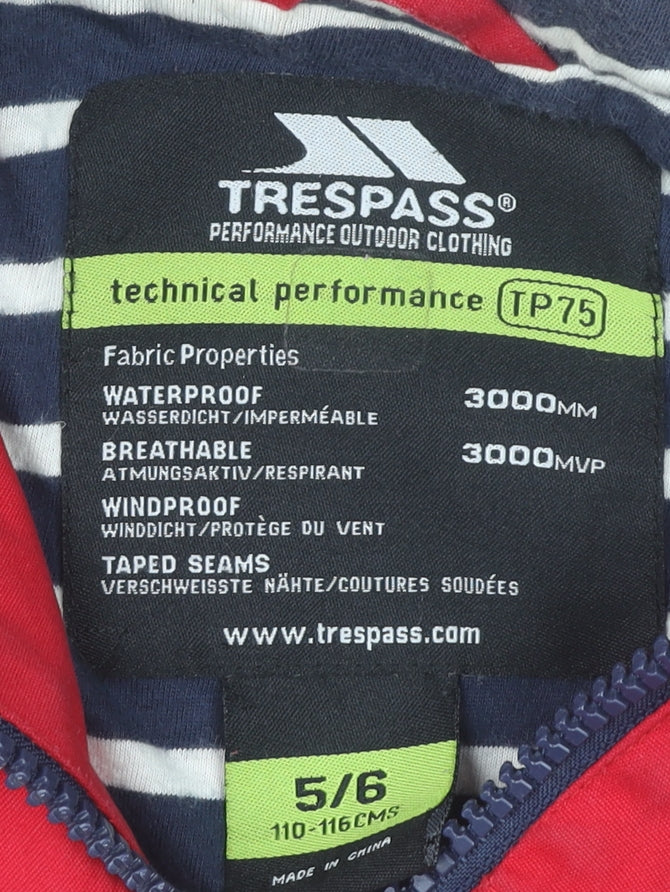 TRESPASS®
PERFORMANCE OUTDOOR CLOTHING
technical performance TP75
Fabric Properties
WATERPROOF 3000MM
WASSERDICHT/IMPERMÉABLE
BREATHABLE 3000MVP
ATMUNGSAKTIV/RESPIRANT
WINDPROOF
WINDDICHT/PROTÈGE DU VENT
TAPED SEAMS
VERSCHWEISSTE NÄHTE/COUTURES SOUDÉES
www.trespass.com
5/6
110-116CMS
MADE IN CHINA